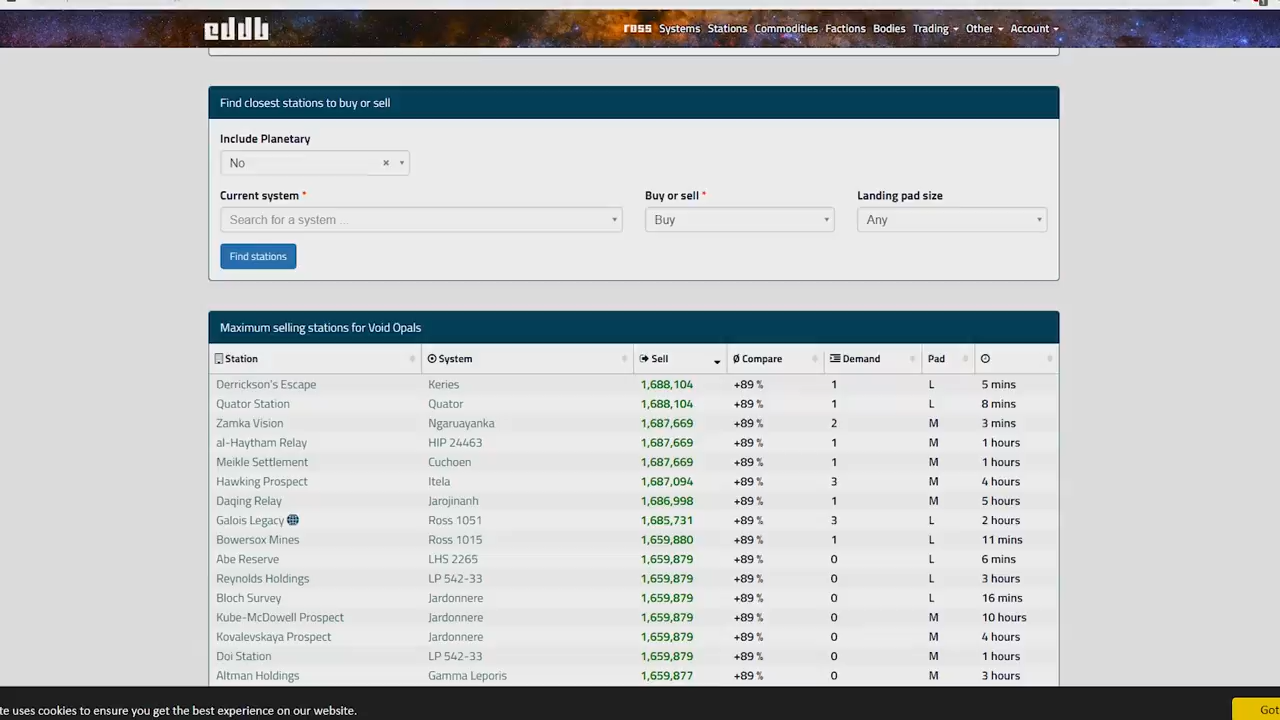 eddb ross Systems Stations Commodities Factions Bodies Trading Other Account
Find closest stations to buy or sell
Include Planetary
No ×
Current system * Buy or sell * Landing pad size
Search for a system ... Buy Any
Find stations
Maximum selling stations for Void Opals
Station System Sell Ø Compare Demand Pad
Derrickson's Escape Keries 1,688,104 +89 % 1 L 5 mins
Quator Station Quator 1,688,104 +89 % 1 L 8 mins
Zamka Vision Ngaruayanka 1,687,669 +89 % 2 M 3 mins
al-Haytham Relay HIP 24463 1,687,669 +89 % 1 M 1 hours
Meikle Settlement Cuchoen 1,687,669 +89 % 1 M 1 hours
Hawking Prospect Itela 1,687,094 +89 % 3 M 4 hours
Daqing Relay Jarojinanh 1,686,998 +89 % 1 M 5 hours
Galois Legacy Ross 1051 1,685,731 +89 % 3 L 2 hours
Bowersox Mines Ross 1015 1,659,880 +89 % 1 L 11 mins
Abe Reserve LHS 2265 1,659,879 +89 % 0 L 6 mins
Reynolds Holdings LP 542-33 1,659,879 +89 % 0 L 3 hours
Bloch Survey Jardonnere 1,659,879 +89 % 0 L 16 mins
Kube-McDowell Prospect Jardonnere 1,659,879 +89 % 0 M 10 hours
Kovalevskaya Prospect Jardonnere 1,659,879 +89 % 0 M 4 hours
Doi Station LP 542-33 1,659,879 +89 % 0 M 1 hours
Altman Holdings Gamma Leporis 1,659,877 +89 % 0 M 3 hours
te uses cookies to ensure you get the best experience on our website. Got